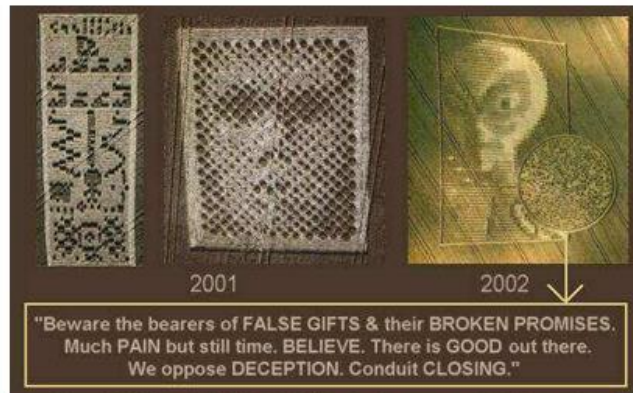 2001
2002
"Beware the bearers of FALSE GIFTS & their BROKEN PROMISES.
Much PAIN but still time. BELIEVE. There is GOOD out there.
We oppose DECEPTION. Conduit CLOSING."